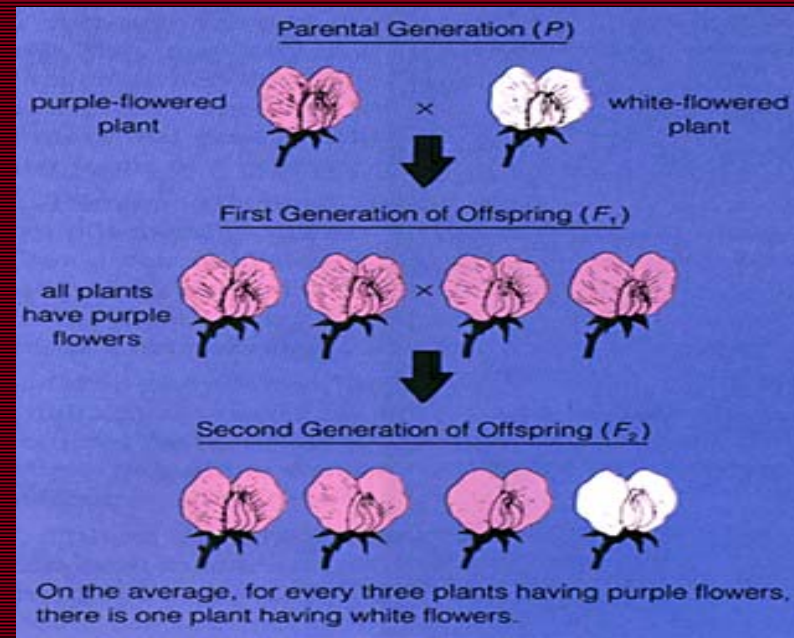 Parental Generation (P)
purple-flowered
plant
×
white-flowered
plant
First Generation of Offspring (F₁)
all plants
have purple
flowers
×
Second Generation of Offspring (F₂)
On the average, for every three plants having purple flowers,
there is one plant having white flowers.